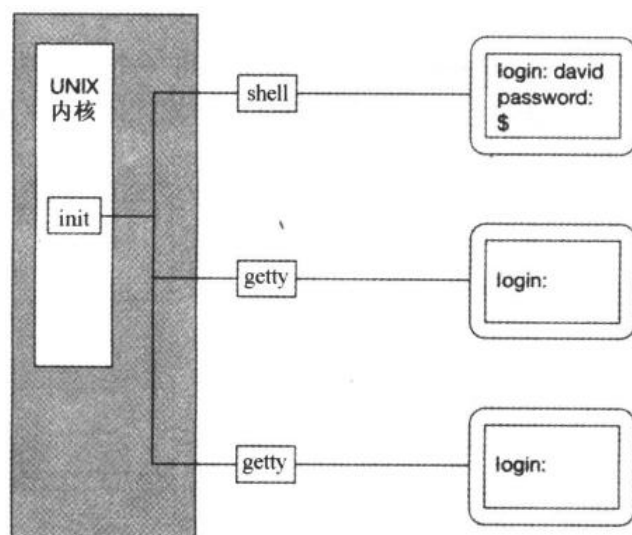 UNIX
内核
init
shell
login: david
password:
$
getty
login:
getty
login: